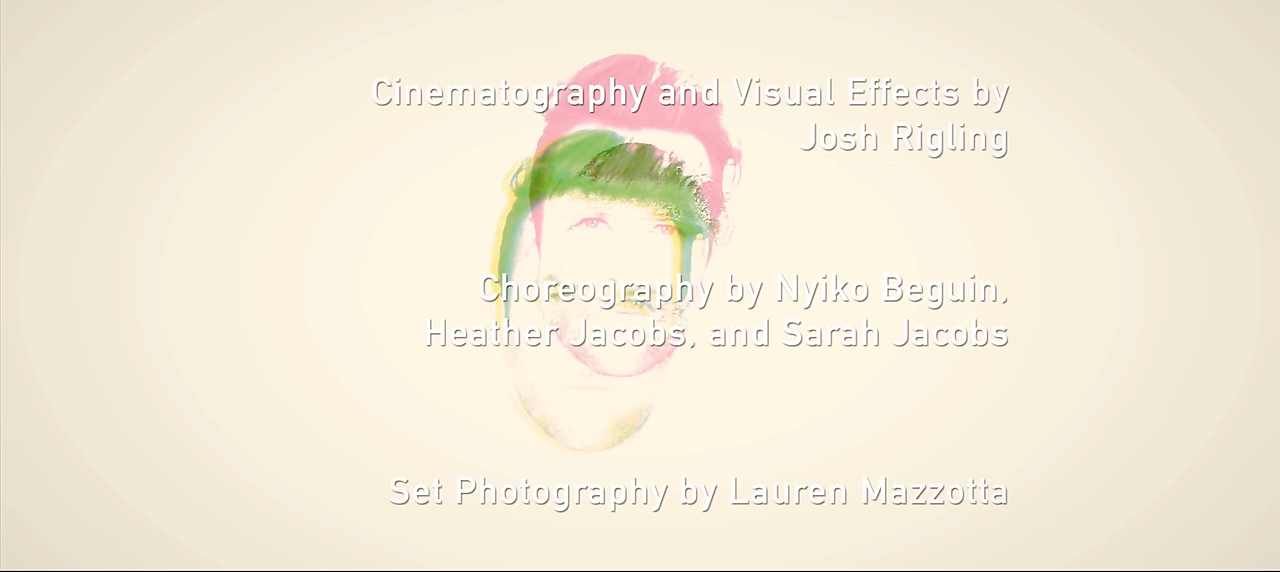 Cinematography and Visual Effects by
Josh Rigling
Choreography by Nyiko Beguin,
Heather Jacobs, and Sarah Jacobs
Set Photography by Lauren Mazzotta